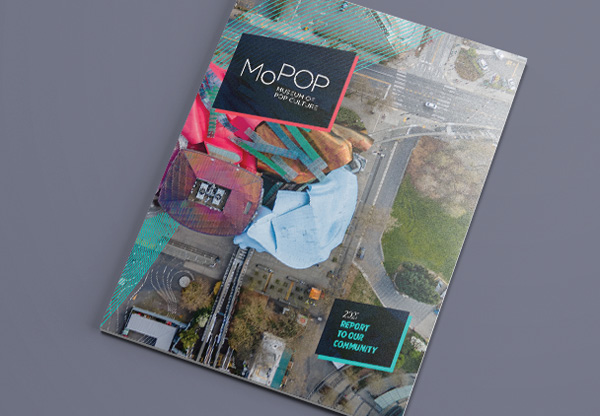 MoPOP
MUSEUM OF
POP CULTURE
REPORT
TO OUR
COMMUNITY